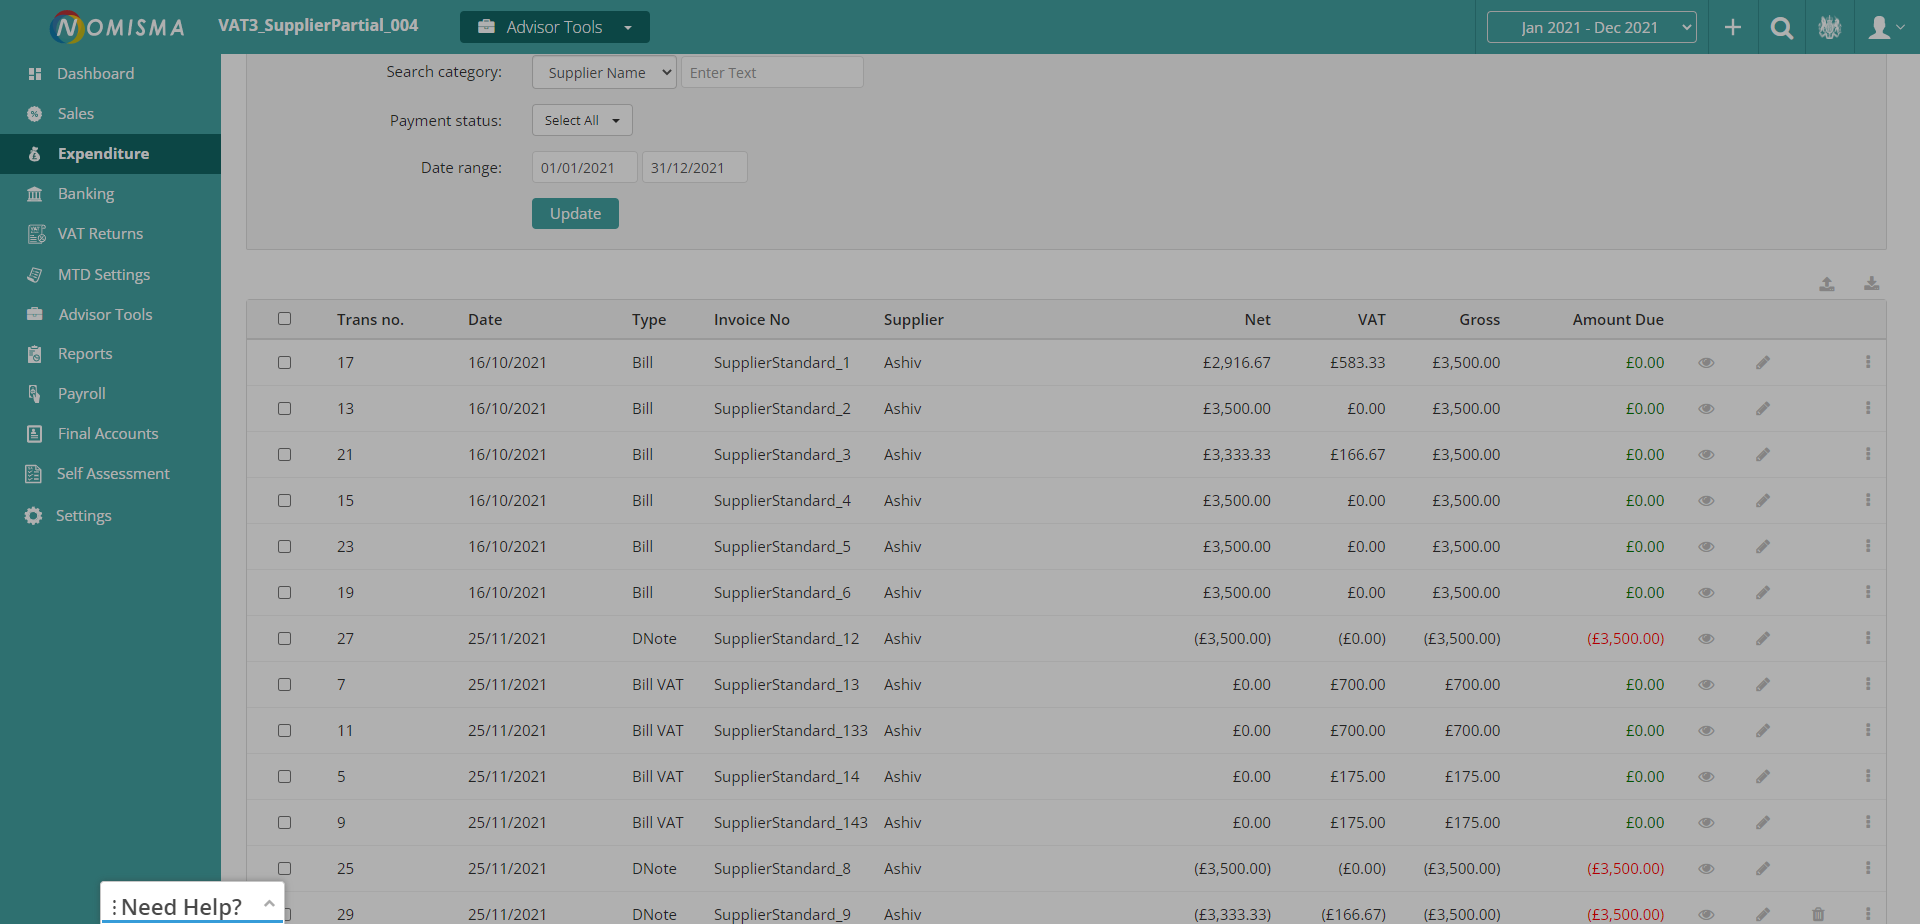 NOMISMA VAT3_SupplierPartial_004 Advisor Tools Jan 2021 - Dec 2021
Dashboard
Sales
Expenditure
Banking
VAT Returns
MTD Settings
Advisor Tools
Reports
Payroll
Final Accounts
Self Assessment
Settings
Search category: Supplier Name Enter Text
Payment status: Select All
Date range: 01/01/2021 31/12/2021
Update
Trans no. Date Type Invoice No Supplier Net VAT Gross Amount Due
17 16/10/2021 Bill SupplierStandard_1 Ashiv £2,916.67 £583.33 £3,500.00 £0.00
13 16/10/2021 Bill SupplierStandard_2 Ashiv £3,500.00 £0.00 £3,500.00 £0.00
21 16/10/2021 Bill SupplierStandard_3 Ashiv £3,333.33 £166.67 £3,500.00 £0.00
15 16/10/2021 Bill SupplierStandard_4 Ashiv £3,500.00 £0.00 £3,500.00 £0.00
23 16/10/2021 Bill SupplierStandard_5 Ashiv £3,500.00 £0.00 £3,500.00 £0.00
19 16/10/2021 Bill SupplierStandard_6 Ashiv £3,500.00 £0.00 £3,500.00 £0.00
27 25/11/2021 DNote SupplierStandard_12 Ashiv (£3,500.00) (£0.00) (£3,500.00) (£3,500.00)
7 25/11/2021 Bill VAT SupplierStandard_13 Ashiv £0.00 £700.00 £700.00 £0.00
11 25/11/2021 Bill VAT SupplierStandard_133 Ashiv £0.00 £700.00 £700.00 £0.00
5 25/11/2021 Bill VAT SupplierStandard_14 Ashiv £0.00 £175.00 £175.00 £0.00
9 25/11/2021 Bill VAT SupplierStandard_143 Ashiv £0.00 £175.00 £175.00 £0.00
25 25/11/2021 DNote SupplierStandard_8 Ashiv (£3,500.00) (£0.00) (£3,500.00) (£3,500.00)
29 25/11/2021 DNote SupplierStandard_9 Ashiv (£3,333.33) (£166.67) (£3,500.00) (£3,500.00)
Need Help?